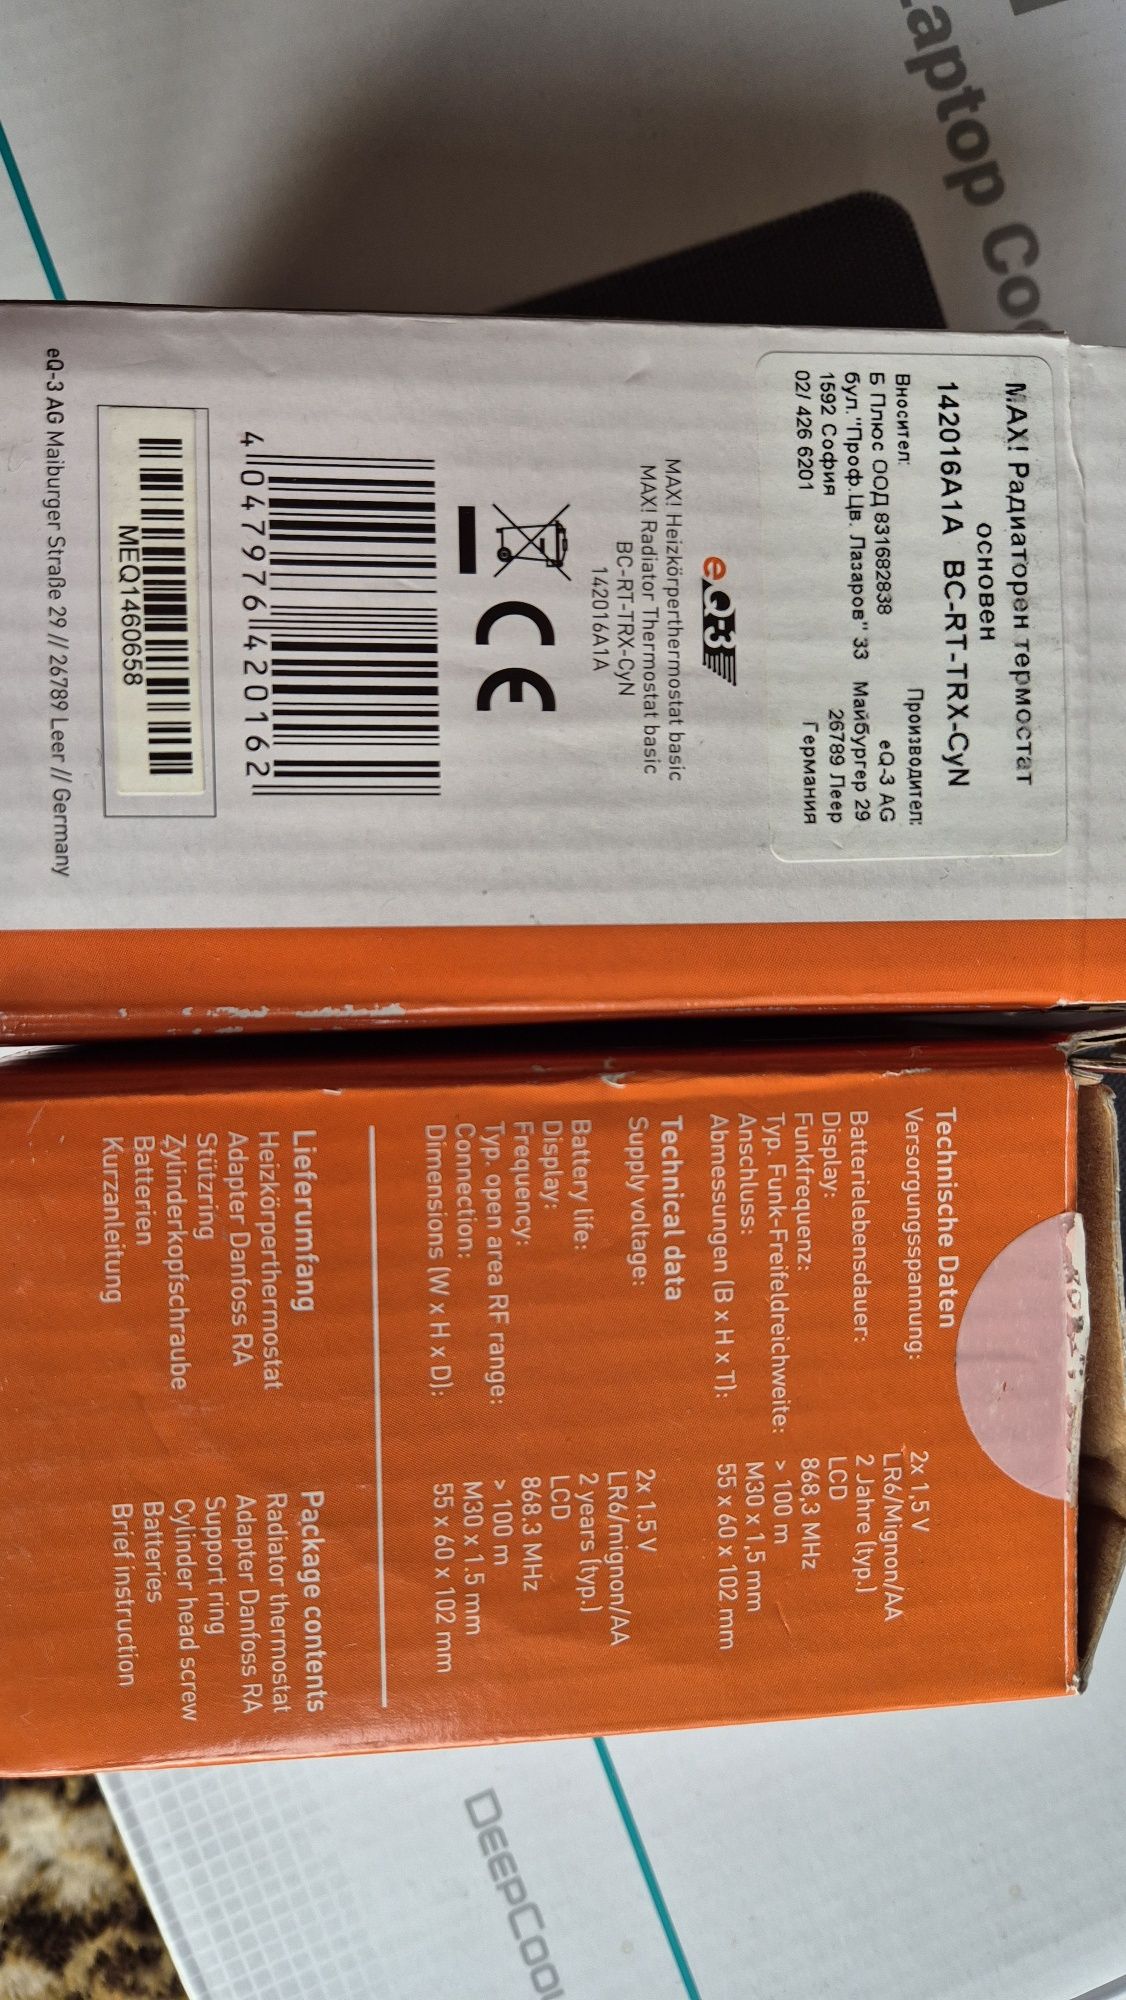 Laptop Coo
MAX! Радиаторен термостат
основен
142016A1A BC-RT-TRX-CyN
Вносител:
Б Плюс ООД 831682838
бул. "Проф. Цв. Лазаров" 33
1592 София
02/ 426 6201
Производител:
eQ-3 AG
Майбургер 29
26789 Леер
Германия
eQ-3
MAX! Heizkörperthermostat basic
MAX! Radiator Thermostat basic
BC-RT-TRX-CyN
142016A1A
CE
4 047976 420162
MEQ1460658
eQ-3 AG Maiburger Straße 29 // 26789 Leer // Germany
Technische Daten
Versorgungsspannung: 2x 1,5 V
LR6/Mignon/AA
Batterielebensdauer: 2 Jahre (typ.)
Display: LCD
Funkfrequenz: 868,3 MHz
Typ. Funk-Freifeldreichweite: > 100 m
Anschluss: M30 x 1,5 mm
Abmessungen (B x H x T): 55 x 60 x 102 mm
Technical data
Supply voltage: 2x 1.5 V
LR6/mignon/AA
Battery life: 2 years (typ.)
Display: LCD
Frequency: 868.3 MHz
Typ. open area RF range: > 100 m
Connection: M30 x 1.5 mm
Dimensions (W x H x D): 55 x 60 x 102 mm
Lieferumfang
Heizkörperthermostat
Adapter Danfoss RA
Stützring
Zylinderkopfschraube
Batterien
Kurzanleitung
Package contents
Radiator thermostat
Adapter Danfoss RA
Support ring
Cylinder head screw
Batteries
Brief instruction
DEEPCOOL